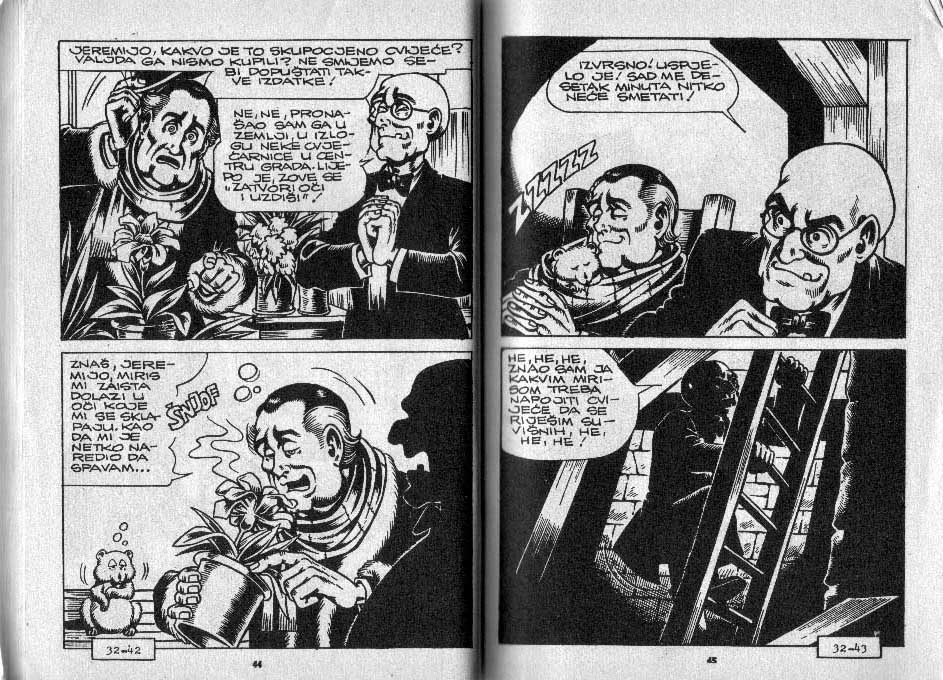 JEREMIJO, KAKVO JE TO SKUPOCJENO CVIJEĆE?
VALJDA GA NISMO KUPILI? NE SMIJEMO SE-
BI DOPUŠTATI TAK-
VE IZDATKE!
NE, NE, PRONA-
ŠAO SAM GA U
ZEMLJI, U IZLO-
GU NEKE CVJE-
ĆARNICE U CEN-
TRU GRADA. LIJE-
PO JE, ZOVE SE
„ZATVORI OČI
I UZDIŠI"!
ZNAŠ, JERE-
MIJO, MIRIS
MI ZAISTA
DOLAZI U
OČI KOJE
MI SE SKLA-
PAJU, KAO
DA MI JE
NETKO NA-
REDIO DA
SPAVAM...
ŠNJOF
32-42
44
IZVRSNO! USPJE-
LO JE! SAD ME DE-
SETAK MINUTA NITKO
NEĆE SMETATI!
ZZZZZZ
HE, HE, HE,
ZNAO SAM JA
KAKVIM MIRI-
SOM TREBA
NAPOJITI CVI-
JEĆE, DA SE
RIJEŠIM SU-
VIŠNIH, HE,
HE, HE!
32-43
45